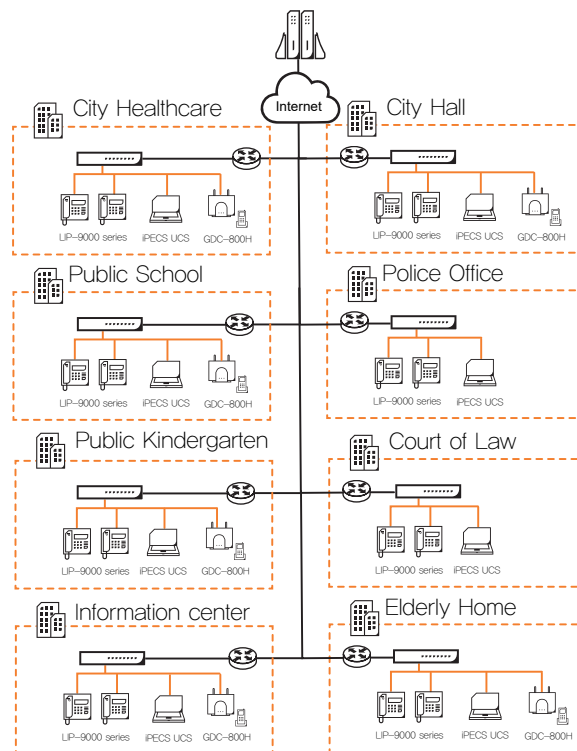 Internet
City Healthcare
City Hall
LIP-9000 series
iPECS UCS
GDC-800H
LIP-9000 series
iPECS UCS
GDC-800H
Public School
Police Office
LIP-9000 series
iPECS UCS
GDC-800H
LIP-9000 series
iPECS UCS
Public Kindergarten
Court of Law
LIP-9000 series
iPECS UCS
GDC-800H
LIP-9000 series
iPECS UCS
Information center
Elderly Home
LIP-9000 series
iPECS UCS
GDC-800H
LIP-9000 series
iPECS UCS
GDC-800H